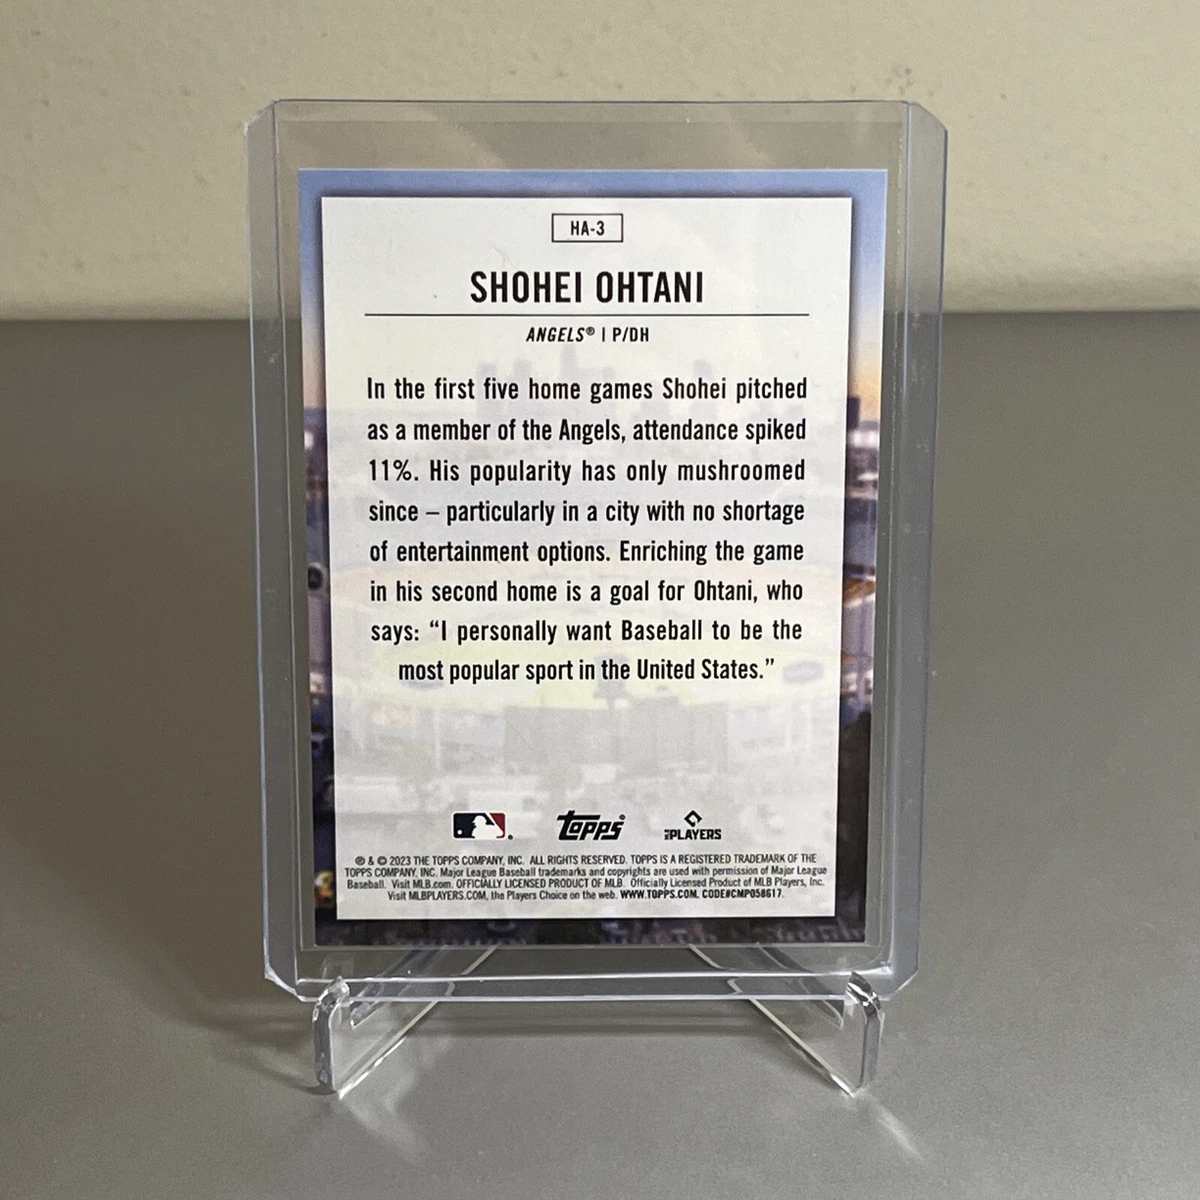 HA-3
SHOHEI OHTANI
ANGELS® | P/DH
In the first five home games Shohei pitched
as a member of the Angels, attendance spiked
11%. His popularity has only mushroomed
since – particularly in a city with no shortage
of entertainment options. Enriching the game
in his second home is a goal for Ohtani, who
says: “I personally want Baseball to be the
most popular sport in the United States.”
Topps® MLB PLAYERS
® & © 2023 THE TOPPS COMPANY, INC. ALL RIGHTS RESERVED. TOPPS IS A REGISTERED TRADEMARK OF THE
TOPPS COMPANY, INC. Major League Baseball trademarks and copyrights are used with permission of Major League
Baseball. Visit MLB.com. OFFICIALLY LICENSED PRODUCT OF MLB. Officially Licensed Product of MLB Players, Inc.
Visit MLBPLAYERS.COM, the Players Choice on the web. WWW.TOPPS.COM. CODE#CMP058617.